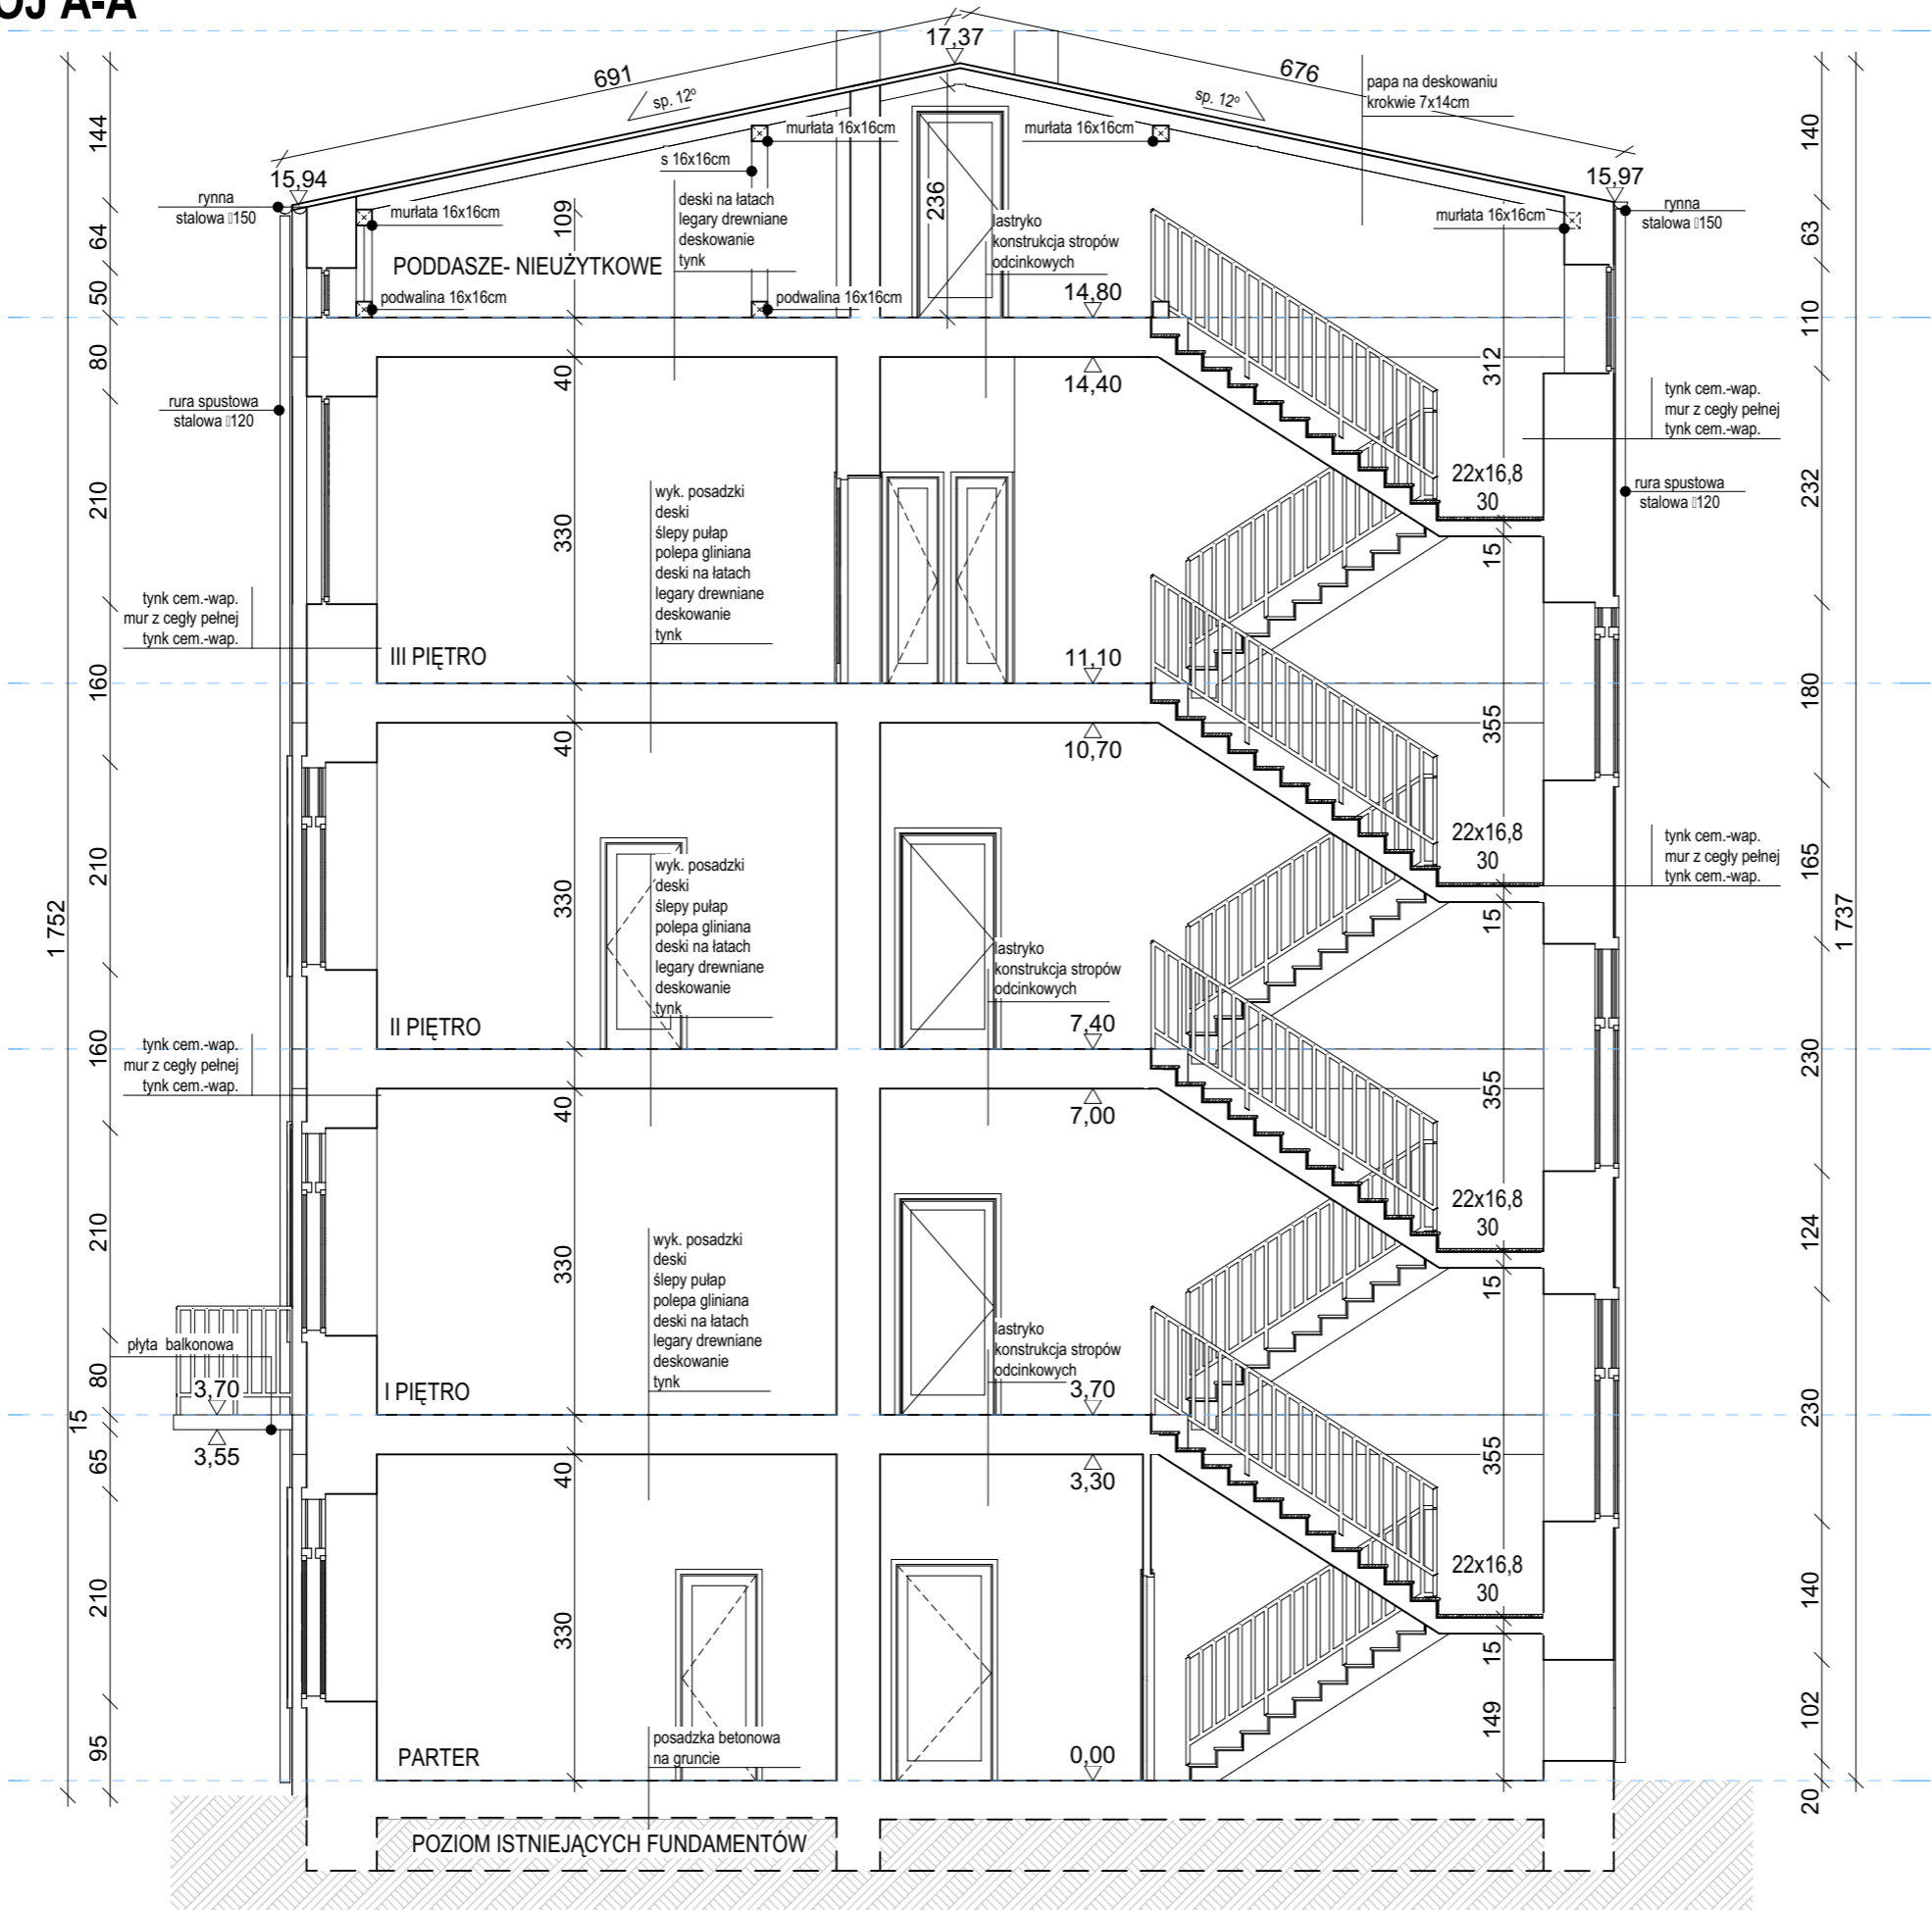 ÓJ A-A
17,37
691
676
sp. 12º
sp. 12º
papa na deskowaniu
krokwie 7x14cm
15,94
15,97
rynna
stalowa ▯150
rynna
stalowa ▯150
murłata 16x16cm
murłata 16x16cm
s 16x16cm
murłata 16x16cm
murłata 16x16cm
236
109
deski na łatach
legary drewniane
deskowanie
tynk
lastryko
konstrukcja stropów
odcinkowych
PODDASZE- NIEUŻYTKOWE
podwalina 16x16cm
podwalina 16x16cm
14,80
14,40
40
312
rura spustowa
stalowa ▯120
rura spustowa
stalowa ▯120
tynk cem.-wap.
mur z cegły pełnej
tynk cem.-wap.
22x16,8
30
15
330
wyk. posadzki
deski
ślepy pułap
polepa gliniana
deski na łatach
legary drewniane
deskowanie
tynk
tynk cem.-wap.
mur z cegły pełnej
tynk cem.-wap.
III PIĘTRO
11,10
10,70
40
355
22x16,8
30
15
tynk cem.-wap.
mur z cegły pełnej
tynk cem.-wap.
330
wyk. posadzki
deski
ślepy pułap
polepa gliniana
deski na łatach
legary drewniane
deskowanie
tynk
lastryko
konstrukcja stropów
odcinkowych
II PIĘTRO
7,40
7,00
tynk cem.-wap.
mur z cegły pełnej
tynk cem.-wap.
40
355
22x16,8
30
15
330
wyk. posadzki
deski
ślepy pułap
polepa gliniana
deski na łatach
legary drewniane
deskowanie
tynk
lastryko
konstrukcja stropów
odcinkowych
płyta balkonowa
3,70
3,55
I PIĘTRO
3,70
3,30
40
355
22x16,8
30
15
330
149
posadzka betonowa
na gruncie
PARTER
0,00
POZIOM ISTNIEJĄCYCH FUNDAMENTÓW
1 752
144
64
50
80
210
160
210
160
210
80
15
65
210
95
140
63
110
232
180
165
230
124
230
140
102
20
1 737